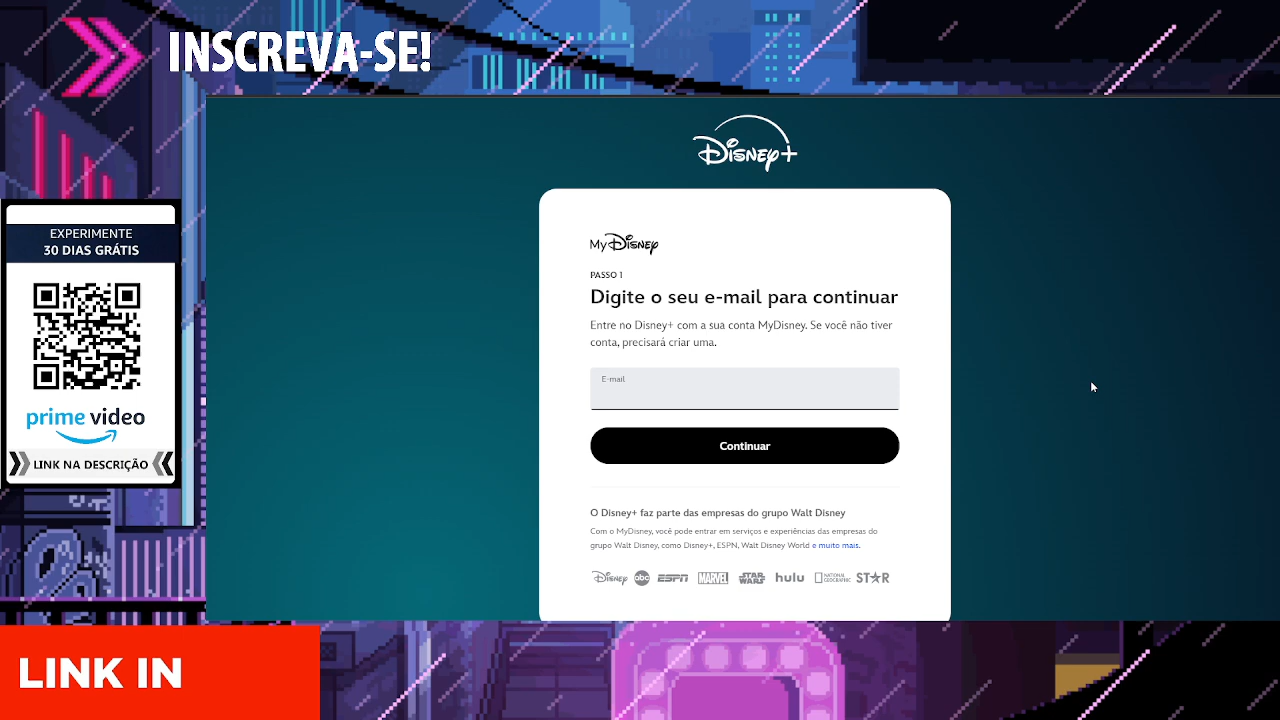 INSCREVA-SE!
Disney+
EXPERIMENTE
30 DIAS GRÁTIS
prime video
LINK NA DESCRIÇÃO
My Disney
PASSO 1
Digite o seu e-mail para continuar
Entre no Disney+ com a sua conta MyDisney. Se você não tiver
conta, precisará criar uma.
E-mail
Continuar
O Disney+ faz parte das empresas do grupo Walt Disney
Com o MyDisney, você pode entrar em serviços e experiências das empresas do
grupo Walt Disney, como Disney+, ESPN, Walt Disney World e muito mais.
Disney abc ESPN MARVEL STAR WARS hulu NATIONAL GEOGRAPHIC STAR
LINK IN